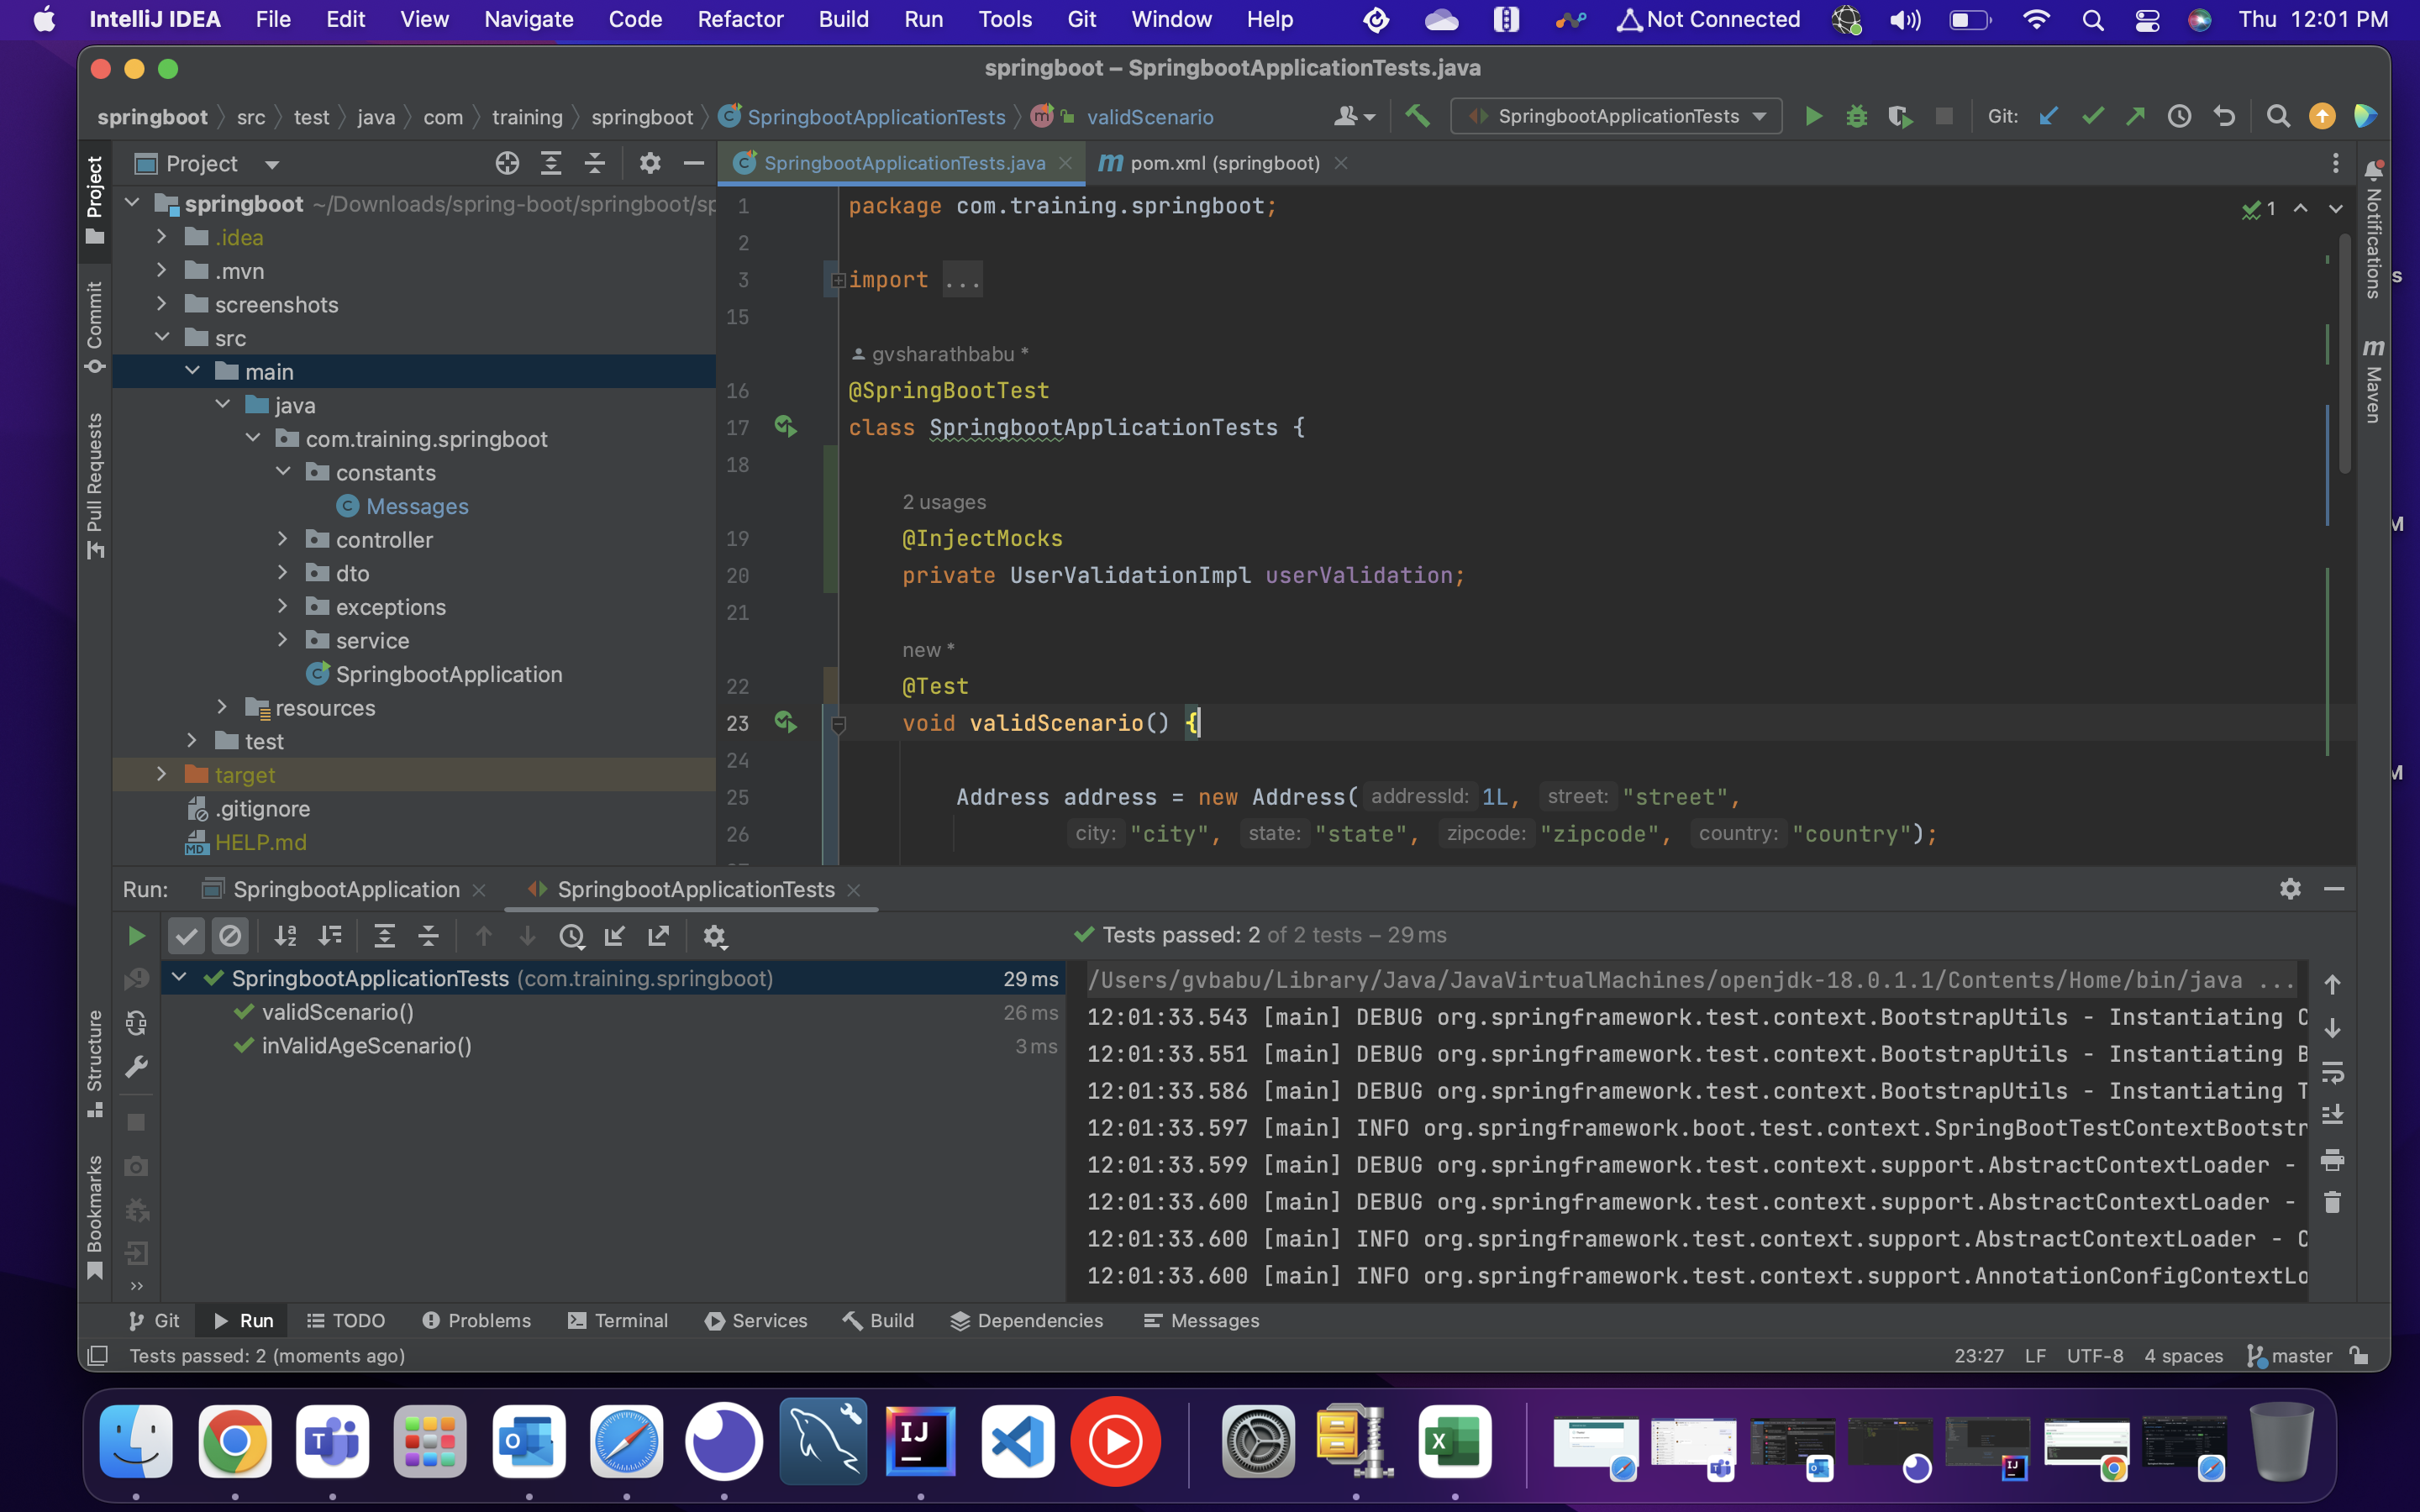 IntelliJ IDEA File Edit View Navigate Code Refactor Build Run Tools Git Window Help Not Connected Thu 12:01 PM
springboot – SpringbootApplicationTests.java
springboot src test java com training springboot SpringbootApplicationTests validScenario SpringbootApplicationTests Git:
Project
Commit
Pull Requests
Structure
Bookmarks
Project
springboot ~/Downloads/spring-boot/springboot/sp
.idea
.mvn
screenshots
src
main
java
com.training.springboot
constants
Messages
controller
dto
exceptions
service
SpringbootApplication
resources
test
target
.gitignore
HELP.md
SpringbootApplicationTests.java pom.xml (springboot)
1 package com.training.springboot; 1
2
3 import ...
15
gvsharathbabu *
16 @SpringBootTest
17 class SpringbootApplicationTests {
18
2 usages
19 @InjectMocks
20 private UserValidationImpl userValidation;
21
new *
22 @Test
23 void validScenario() {
24
25 Address address = new Address( addressId: 1L, street: "street",
26 city: "city", state: "state", zipcode: "zipcode", country: "country");
Notifications
Maven
Run: SpringbootApplication SpringbootApplicationTests
Tests passed: 2 of 2 tests – 29 ms
SpringbootApplicationTests (com.training.springboot) 29 ms
validScenario() 26 ms
inValidAgeScenario() 3 ms
/Users/gvbabu/Library/Java/JavaVirtualMachines/openjdk-18.0.1.1/Contents/Home/bin/java ...
12:01:33.543 [main] DEBUG org.springframework.test.context.BootstrapUtils - Instantiating C
12:01:33.551 [main] DEBUG org.springframework.test.context.BootstrapUtils - Instantiating B
12:01:33.586 [main] DEBUG org.springframework.test.context.BootstrapUtils - Instantiating T
12:01:33.597 [main] INFO org.springframework.boot.test.context.SpringBootTestContextBootstr
12:01:33.599 [main] DEBUG org.springframework.test.context.support.AbstractContextLoader -
12:01:33.600 [main] DEBUG org.springframework.test.context.support.AbstractContextLoader -
12:01:33.600 [main] INFO org.springframework.test.context.support.AbstractContextLoader - C
12:01:33.600 [main] INFO org.springframework.test.context.support.AnnotationConfigContextLo
Git Run TODO Problems Terminal Services Build Dependencies Messages
Tests passed: 2 (moments ago) 23:27 LF UTF-8 4 spaces master